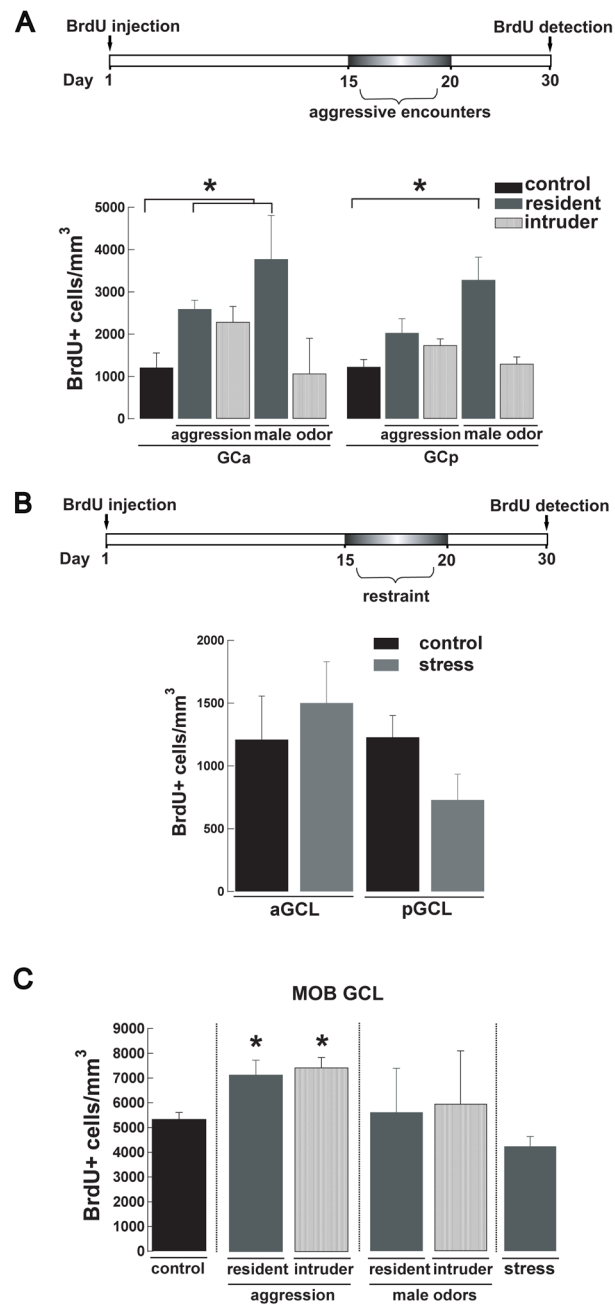 A
BrdU injection
BrdU detection
Day 1 15 20 30
aggressive encounters
*
*
control
resident
intruder
BrdU+ cells/mm3
5000
4000
3000
2000
1000
0
aggression male odor aggression male odor
GCa GCp
B
BrdU injection
BrdU detection
Day 1 15 20 30
restraint
control
stress
BrdU+ cells/mm3
2000
1500
1000
500
0
aGCL pGCL
C
MOB GCL
* *
BrdU+ cells/mm3
9000
8000
7000
6000
5000
4000
3000
2000
1000
0
control resident intruder resident intruder stress
aggression male odors